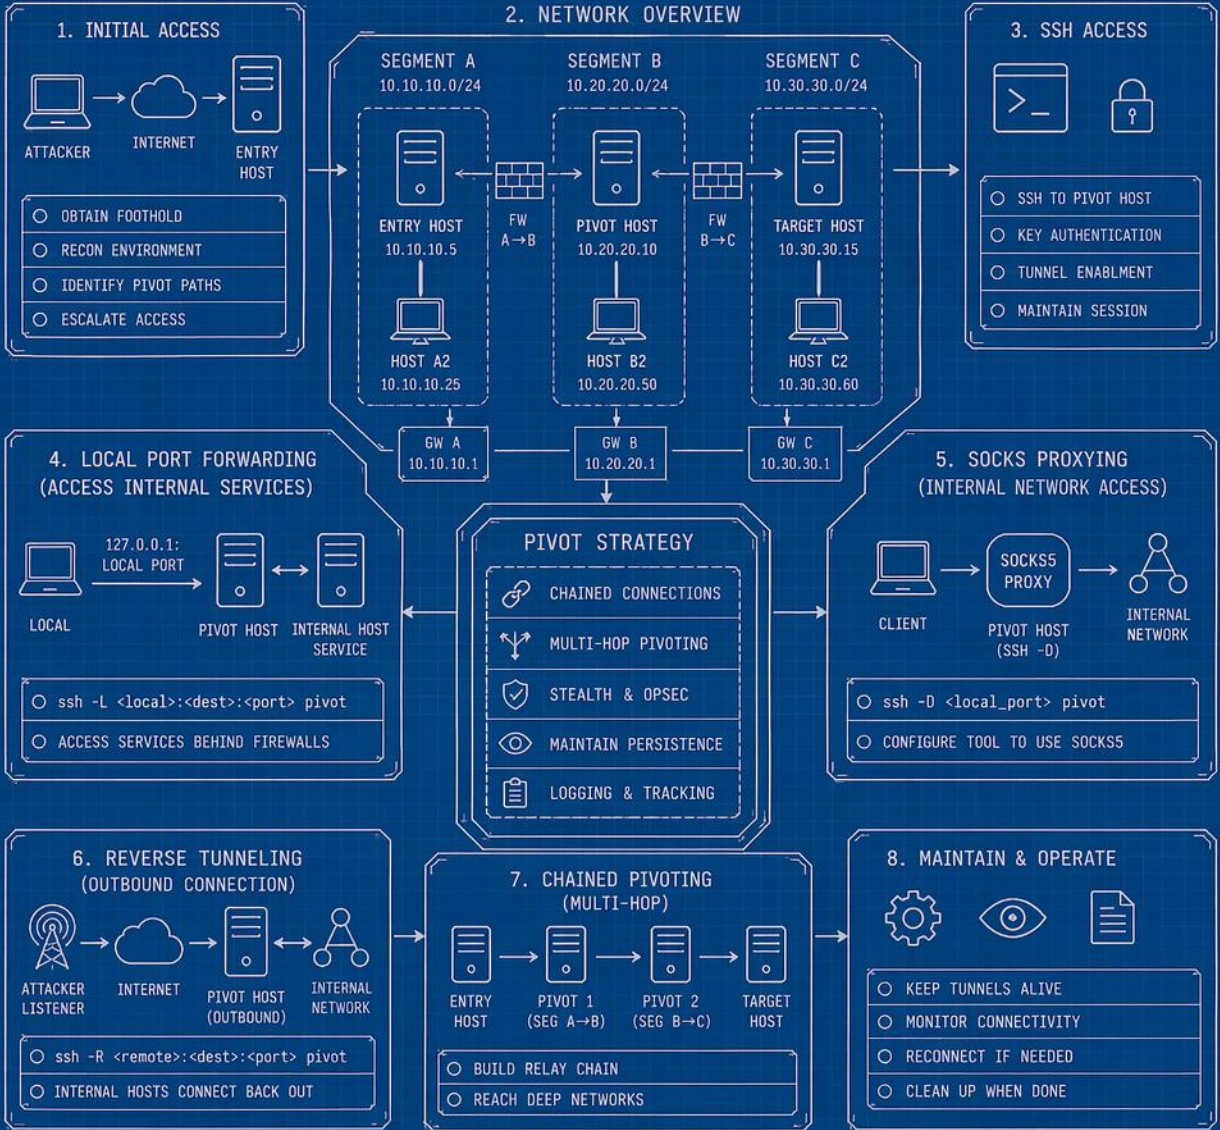 1. INITIAL ACCESS
ATTACKER
INTERNET
ENTRY
HOST
OBTAIN FOOTHOLD
RECON ENVIRONMENT
IDENTIFY PIVOT PATHS
ESCALATE ACCESS
2. NETWORK OVERVIEW
SEGMENT A
10.10.10.0/24
SEGMENT B
10.20.20.0/24
SEGMENT C
10.30.30.0/24
ENTRY HOST
10.10.10.5
FW
A→B
PIVOT HOST
10.20.20.10
FW
B→C
TARGET HOST
10.30.30.15
HOST A2
10.10.10.25
HOST B2
10.20.20.50
HOST C2
10.30.30.60
GW A
10.10.10.1
GW B
10.20.20.1
GW C
10.30.30.1
3. SSH ACCESS
>_
SSH TO PIVOT HOST
KEY AUTHENTICATION
TUNNEL ENABLMENT
MAINTAIN SESSION
4. LOCAL PORT FORWARDING
(ACCESS INTERNAL SERVICES)
127.0.0.1:
LOCAL PORT
LOCAL
PIVOT HOST
INTERNAL HOST
SERVICE
ssh -L <local>:<dest>:<port> pivot
ACCESS SERVICES BEHIND FIREWALLS
PIVOT STRATEGY
CHAINED CONNECTIONS
MULTI-HOP PIVOTING
STEALTH & OPSEC
MAINTAIN PERSISTENCE
LOGGING & TRACKING
5. SOCKS PROXYING
(INTERNAL NETWORK ACCESS)
CLIENT
SOCKS5
PROXY
PIVOT HOST
(SSH -D)
INTERNAL
NETWORK
ssh -D <local_port> pivot
CONFIGURE TOOL TO USE SOCKS5
6. REVERSE TUNNELING
(OUTBOUND CONNECTION)
ATTACKER
LISTENER
INTERNET
PIVOT HOST
(OUTBOUND)
INTERNAL
NETWORK
ssh -R <remote>:<dest>:<port> pivot
INTERNAL HOSTS CONNECT BACK OUT
7. CHAINED PIVOTING
(MULTI-HOP)
ENTRY
HOST
PIVOT 1
(SEG A→B)
PIVOT 2
(SEG B→C)
TARGET
HOST
BUILD RELAY CHAIN
REACH DEEP NETWORKS
8. MAINTAIN & OPERATE
KEEP TUNNELS ALIVE
MONITOR CONNECTIVITY
RECONNECT IF NEEDED
CLEAN UP WHEN DONE